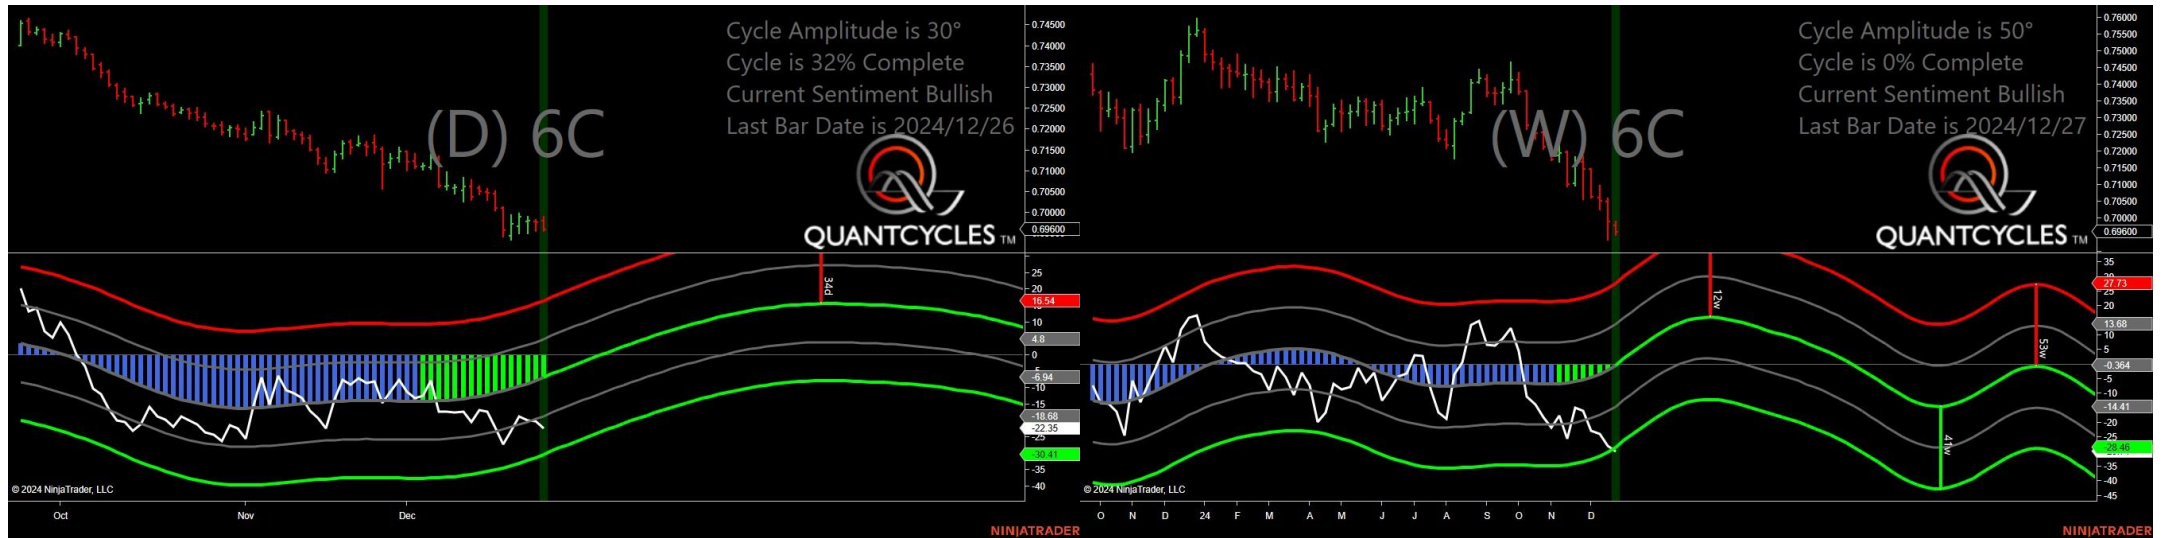 Cycle Amplitude is 30°
Cycle is 32% Complete
Current Sentiment Bullish
Last Bar Date is 2024/12/26
(D) 6C
QUANTCYCLES TM
0.74500
0.74000
0.73500
0.73000
0.72500
0.72000
0.71500
0.71000
0.70500
0.70000
0.69600
34d
25
20
16.54
10
4.8
0
-6.94
-10
-15
-18.68
-22.35
-25
-30.41
-35
-40
© 2024 NinjaTrader, LLC
Oct Nov Dec
NINJATRADER
Cycle Amplitude is 50°
Cycle is 0% Complete
Current Sentiment Bullish
Last Bar Date is 2024/12/27
(W) 6C
QUANTCYCLES TM
0.76000
0.75500
0.75000
0.74500
0.74000
0.73500
0.73000
0.72500
0.72000
0.71500
0.71000
0.70500
0.70000
0.69600
12w
53w
41w
35
27.73
25
20
13.68
10
5
-0.364
-5
-10
-14.41
-20
-25
-28.46
-35
-40
-45
© 2024 NinjaTrader, LLC
O N D 24 F M A M J J A S O N D
NINJATRADER